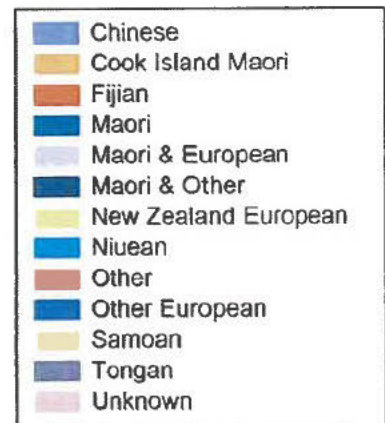 Chinese
Cook Island Maori
Fijian
Maori
Maori & European
Maori & Other
New Zealand European
Niuean
Other
Other European
Samoan
Tongan
Unknown